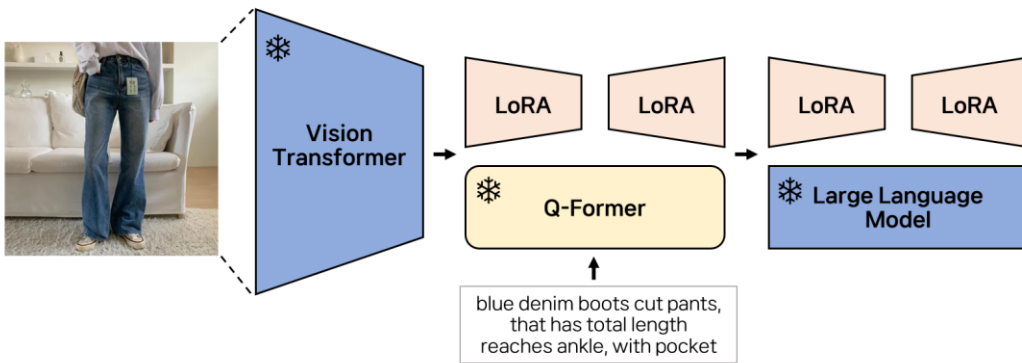 Vision
Transformer
LoRA
LoRA
Q-Former
blue denim boots cut pants,
that has total length
reaches ankle, with pocket
LoRA
LoRA
Large Language
Model